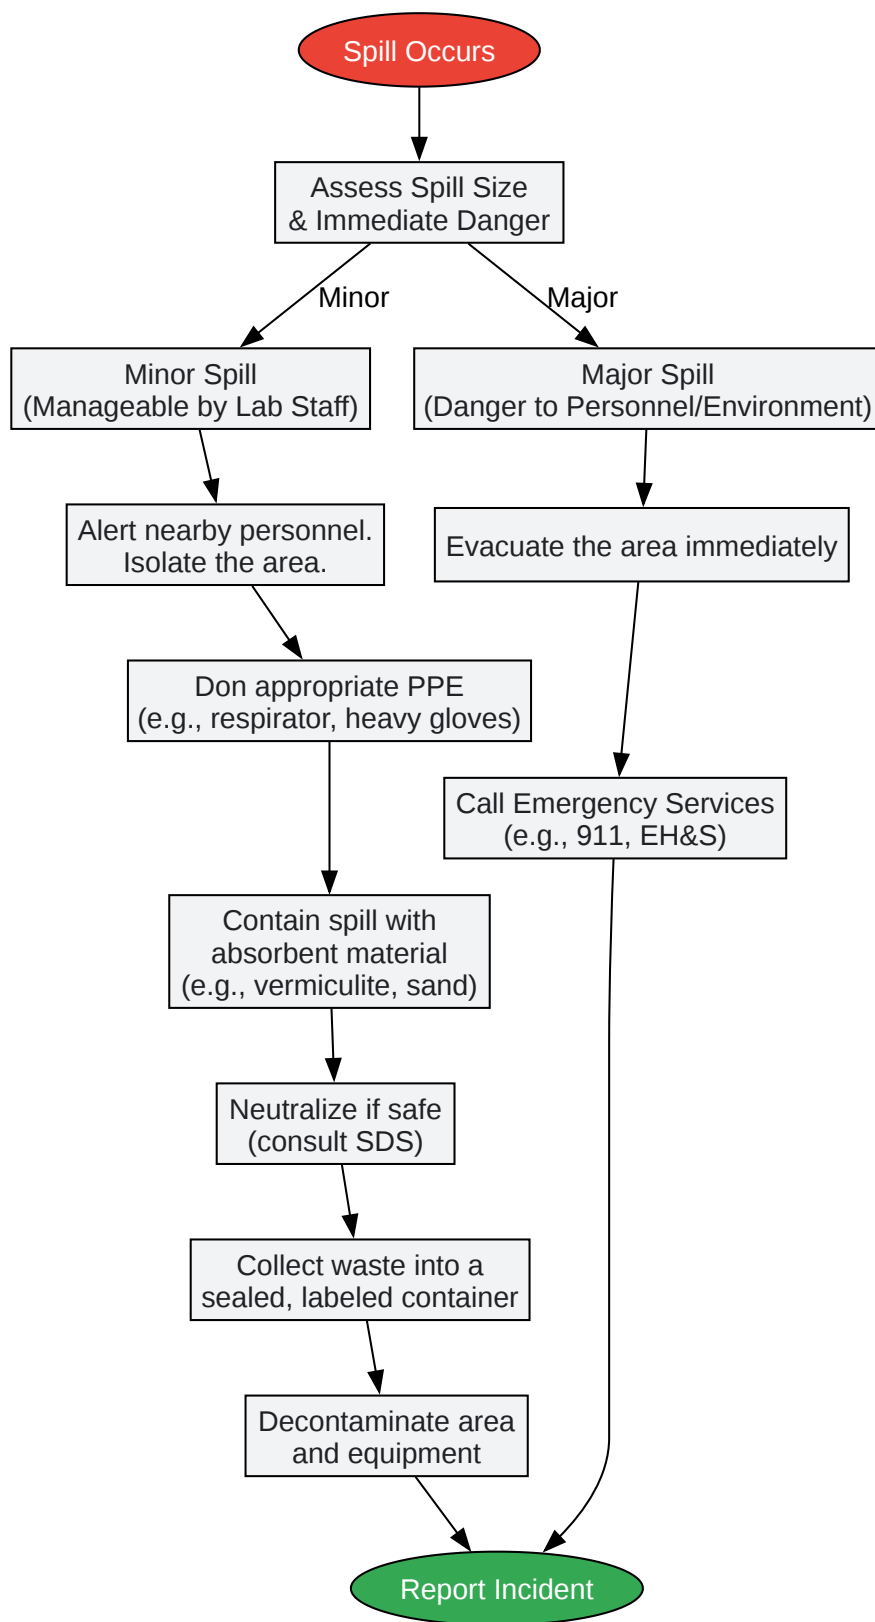 Spill Occurs
Assess Spill Size
& Immediate Danger
Minor
Major
Minor Spill
(Manageable by Lab Staff)
Major Spill
(Danger to Personnel/Environment)
Alert nearby personnel.
Isolate the area.
Evacuate the area immediately
Don appropriate PPE
(e.g., respirator, heavy gloves)
Call Emergency Services
(e.g., 911, EH&S)
Contain spill with
absorbent material
(e.g., vermiculite, sand)
Neutralize if safe
(consult SDS)
Collect waste into a
sealed, labeled container
Decontaminate area
and equipment
Report Incident